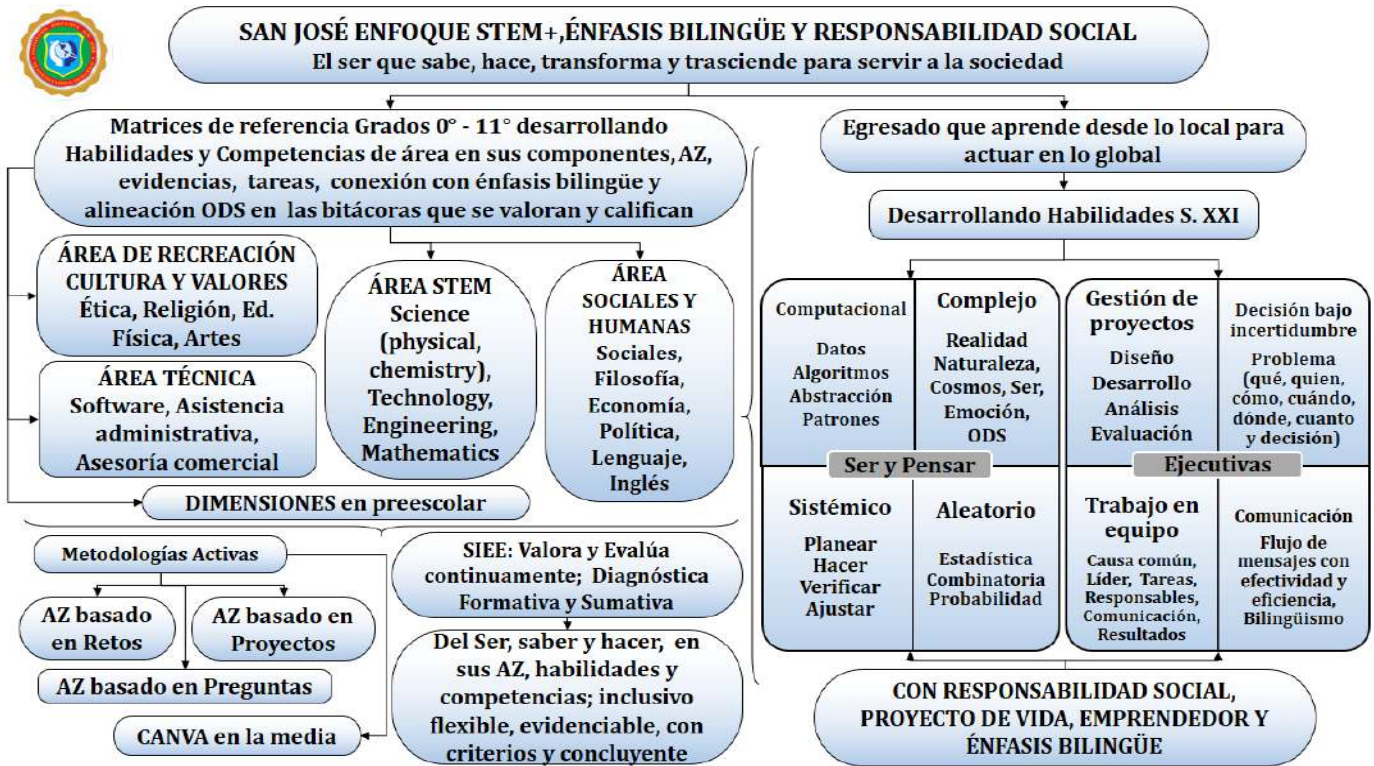 SAN JOSÉ ENFOQUE STEM+,ÉNFASIS BILINGÜE Y RESPONSABILIDAD SOCIAL
El ser que sabe, hace, transforma y trasciende para servir a la sociedad
Matrices de referencia Grados 0° - 11° desarrollando
Habilidades y Competencias de área en sus componentes, AZ,
evidencias, tareas, conexión con énfasis bilingüe y
alineación ODS en las bitácoras que se valoran y califican
ÁREA DE RECREACIÓN
CULTURA Y VALORES
Ética, Religión, Ed.
Física, Artes
ÁREA TÉCNICA
Software, Asistencia
administrativa,
Asesoría comercial
ÁREA STEM
Science
(physical,
chemistry),
Technology,
Engineering,
Mathematics
ÁREA
SOCIALES Y
HUMANAS
Sociales,
Filosofía,
Economía,
Política,
Lenguaje,
Inglés
DIMENSIONES en preescolar
Metodologías Activas
AZ basado
en Retos
AZ basado en
Proyectos
AZ basado en Preguntas
CANVA en la media
SIEE: Valora y Evalúa
continuamente; Diagnóstica
Formativa y Sumativa
Del Ser, saber y hacer, en
sus AZ, habilidades y
competencias; inclusivo
flexible, evidenciable, con
criterios y concluyente
Egresado que aprende desde lo local para
actuar en lo global
Desarrollando Habilidades S. XXI
Computacional
Datos
Algoritmos
Abstracción
Patrones
Complejo
Realidad
Naturaleza,
Cosmos, Ser,
Emoción,
ODS
Ser y Pensar
Sistémico
Planear
Hacer
Verificar
Ajustar
Aleatorio
Estadística
Combinatoria
Probabilidad
Gestión de
proyectos
Diseño
Desarrollo
Análisis
Evaluación
Decisión bajo
incertidumbre
Problema
(qué, quien,
cómo, cuándo,
dónde, cuanto
y decisión)
Ejecutivas
Trabajo en
equipo
Causa común,
Líder, Tareas,
Responsables,
Comunicación,
Resultados
Comunicación
Flujo de
mensajes con
efectividad y
eficiencia,
Bilingüismo
CON RESPONSABILIDAD SOCIAL,
PROYECTO DE VIDA, EMPRENDEDOR Y
ÉNFASIS BILINGÜE